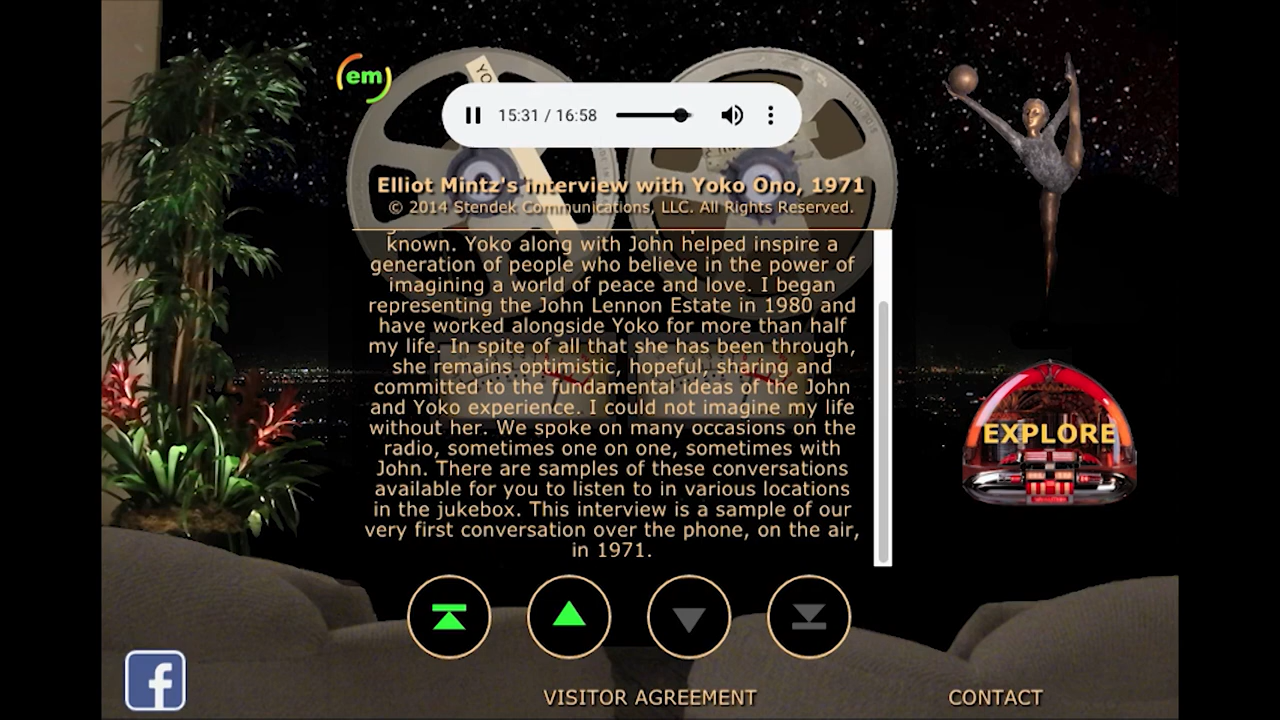 em
YO
15:31 / 16:58
Elliot Mintz's interview with Yoko Ono, 1971
© 2014 Stendek Communications, LLC. All Rights Reserved.
known. Yoko along with John helped inspire a
generation of people who believe in the power of
imagining a world of peace and love. I began
representing the John Lennon Estate in 1980 and
have worked alongside Yoko for more than half
my life. In spite of all that she has been through,
she remains optimistic, hopeful, sharing and
committed to the fundamental ideas of the John
and Yoko experience. I could not imagine my life
without her. We spoke on many occasions on the
radio, sometimes one on one, sometimes with
John. There are samples of these conversations
available for you to listen to in various locations
in the jukebox. This interview is a sample of our
very first conversation over the phone, on the air,
in 1971.
EXPLORE
f
VISITOR AGREEMENT
CONTACT